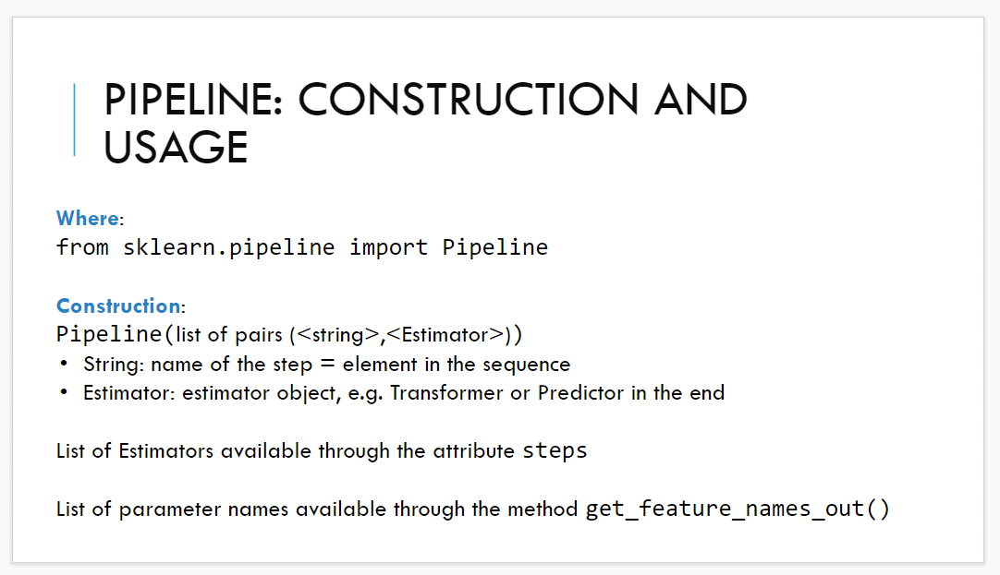 PIPELINE: CONSTRUCTION AND
USAGE
Where:
from sklearn.pipeline import Pipeline
Construction:
Pipeline(list of pairs (<string>,<Estimator>))
• String: name of the step = element in the sequence
• Estimator: estimator object, e.g. Transformer or Predictor in the end
List of Estimators available through the attribute steps
List of parameter names available through the method get_feature_names_out()